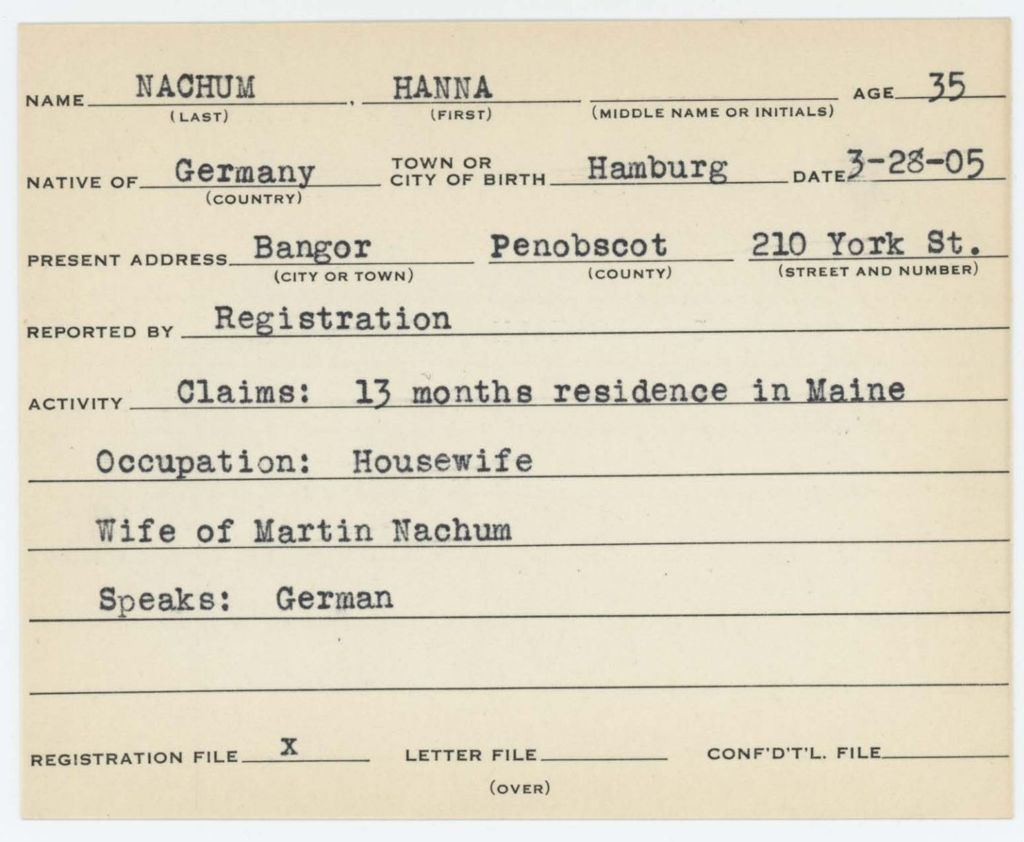 NAME NACHUM, HANNA AGE 35
(LAST) (FIRST) (MIDDLE NAME OR INITIALS)
NATIVE OF Germany TOWN OR CITY OF BIRTH Hamburg DATE 3-28-05
(COUNTRY)
PRESENT ADDRESS Bangor Penobscot 210 York St.
(CITY OR TOWN) (COUNTY) (STREET AND NUMBER)
REPORTED BY Registration
ACTIVITY Claims: 13 months residence in Maine
Occupation: Housewife
Wife of Martin Nachum
Speaks: German
REGISTRATION FILE X LETTER FILE CONF'D'T'L. FILE
(OVER)